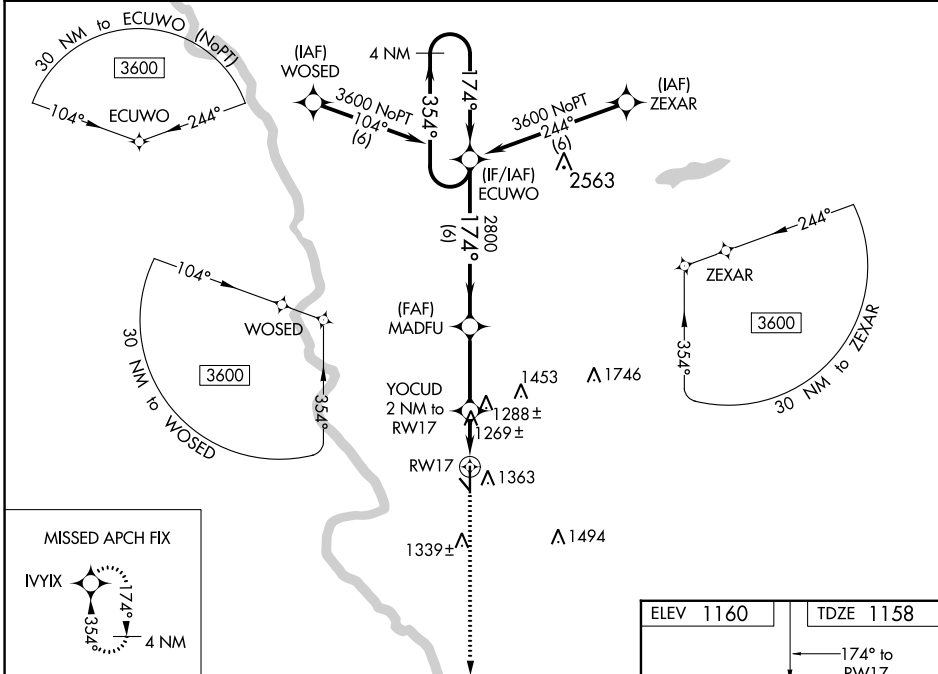 30 NM to ECUWO (NoPT)
3600
104°
ECUWO
244°
(IAF)
WOSED
3600 NoPT
104°
(6)
4 NM
354°
174°
(IAF)
ZEXAR
3600 NoPT
244°
(6)
2563
(IF/IAF)
ECUWO
2800
174°
(6)
104°
WOSED
3600
354°
30 NM to WOSED
244°
ZEXAR
3600
354°
30 NM to ZEXAR
(FAF)
MADFU
YOCUD
2 NM to
RW17
1453
1746
1288±
1269±
RW17
1363
1339±
1494
MISSED APCH FIX
IVYIX
174°
354°
4 NM
ELEV 1160
TDZE 1158
174° to
RW17